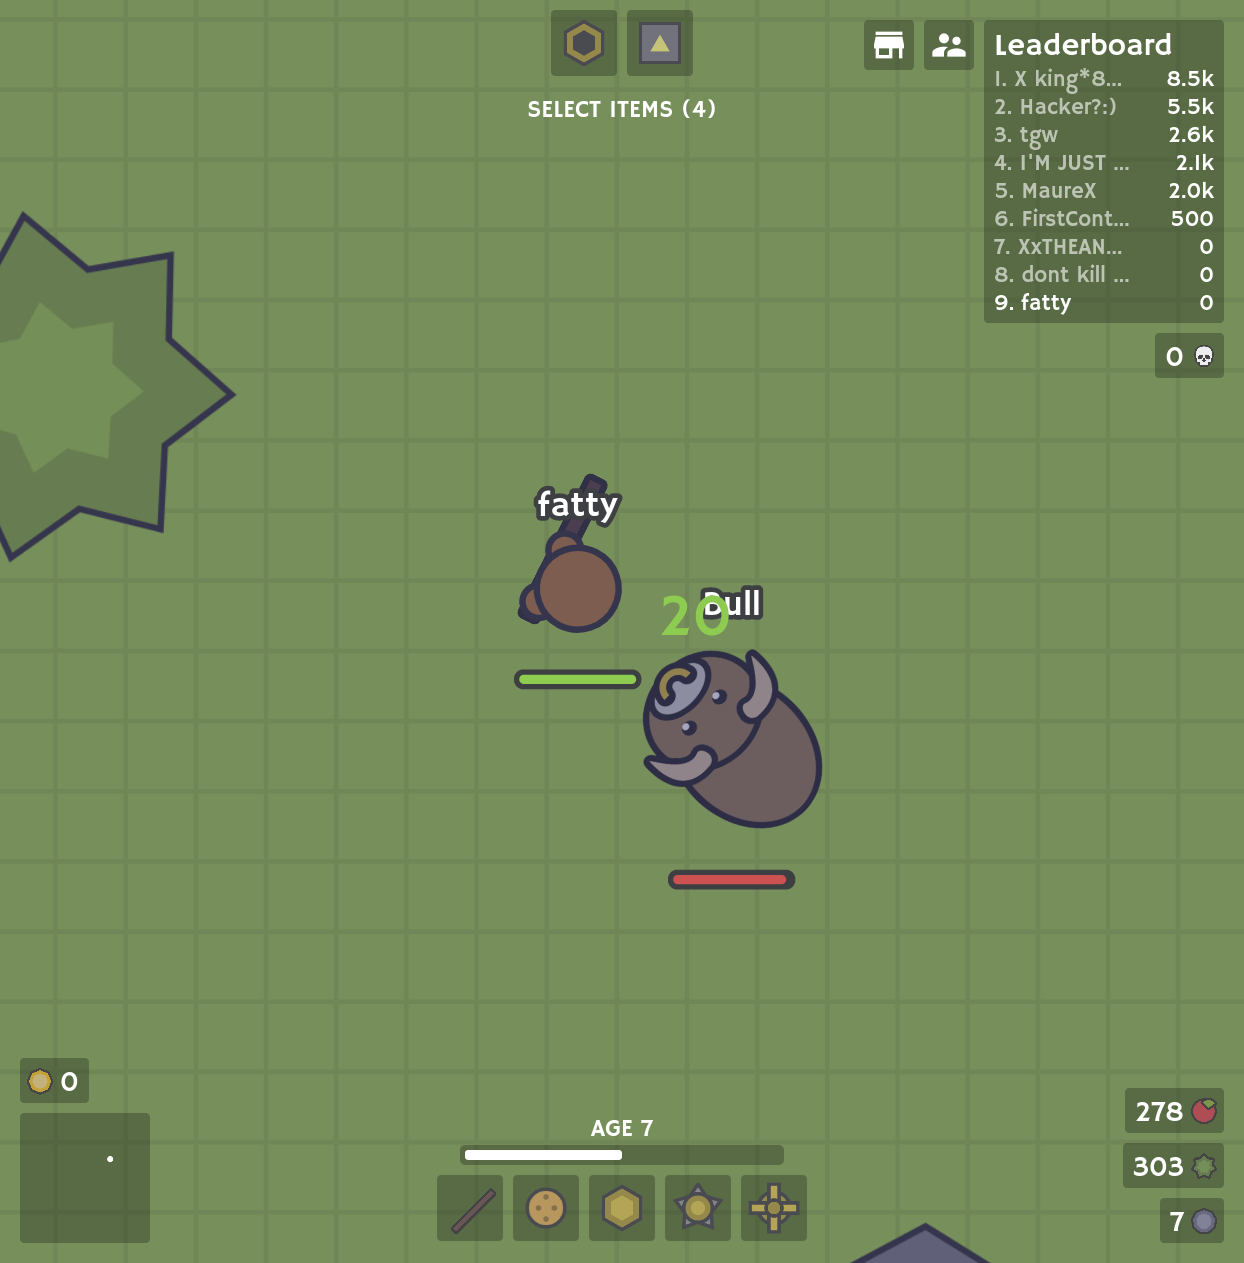 SELECT ITEMS (4)
Leaderboard
1. X king*8... 8.5k
2. Hacker?:) 5.5k
3. tgw 2.6k
4. I'M JUST ... 2.1k
5. MaureX 2.0k
6. FirstCont... 500
7. XxTHEAN... 0
8. dont kill ... 0
9. fatty 0
0
fatty
Bull
20
0
AGE 7
278
303
7